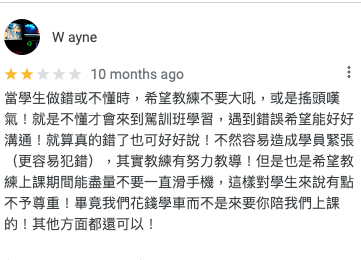 W ayne
10 months ago
當學生做錯或不懂時，希望教練不要大吼，或是搖頭嘆
氣！就是不懂才會來到駕訓班學習，遇到錯誤希望能好好
溝通！就算真的錯了也可好好說！不然容易造成學員緊張
（更容易犯錯），其實教練有努力教導！但是也是希望教
練上課期間能盡量不要一直滑手機，這樣對學生來說有點
不予尊重！畢竟我們花錢學車而不是來要你陪我們上課
的！其他方面都還可以！